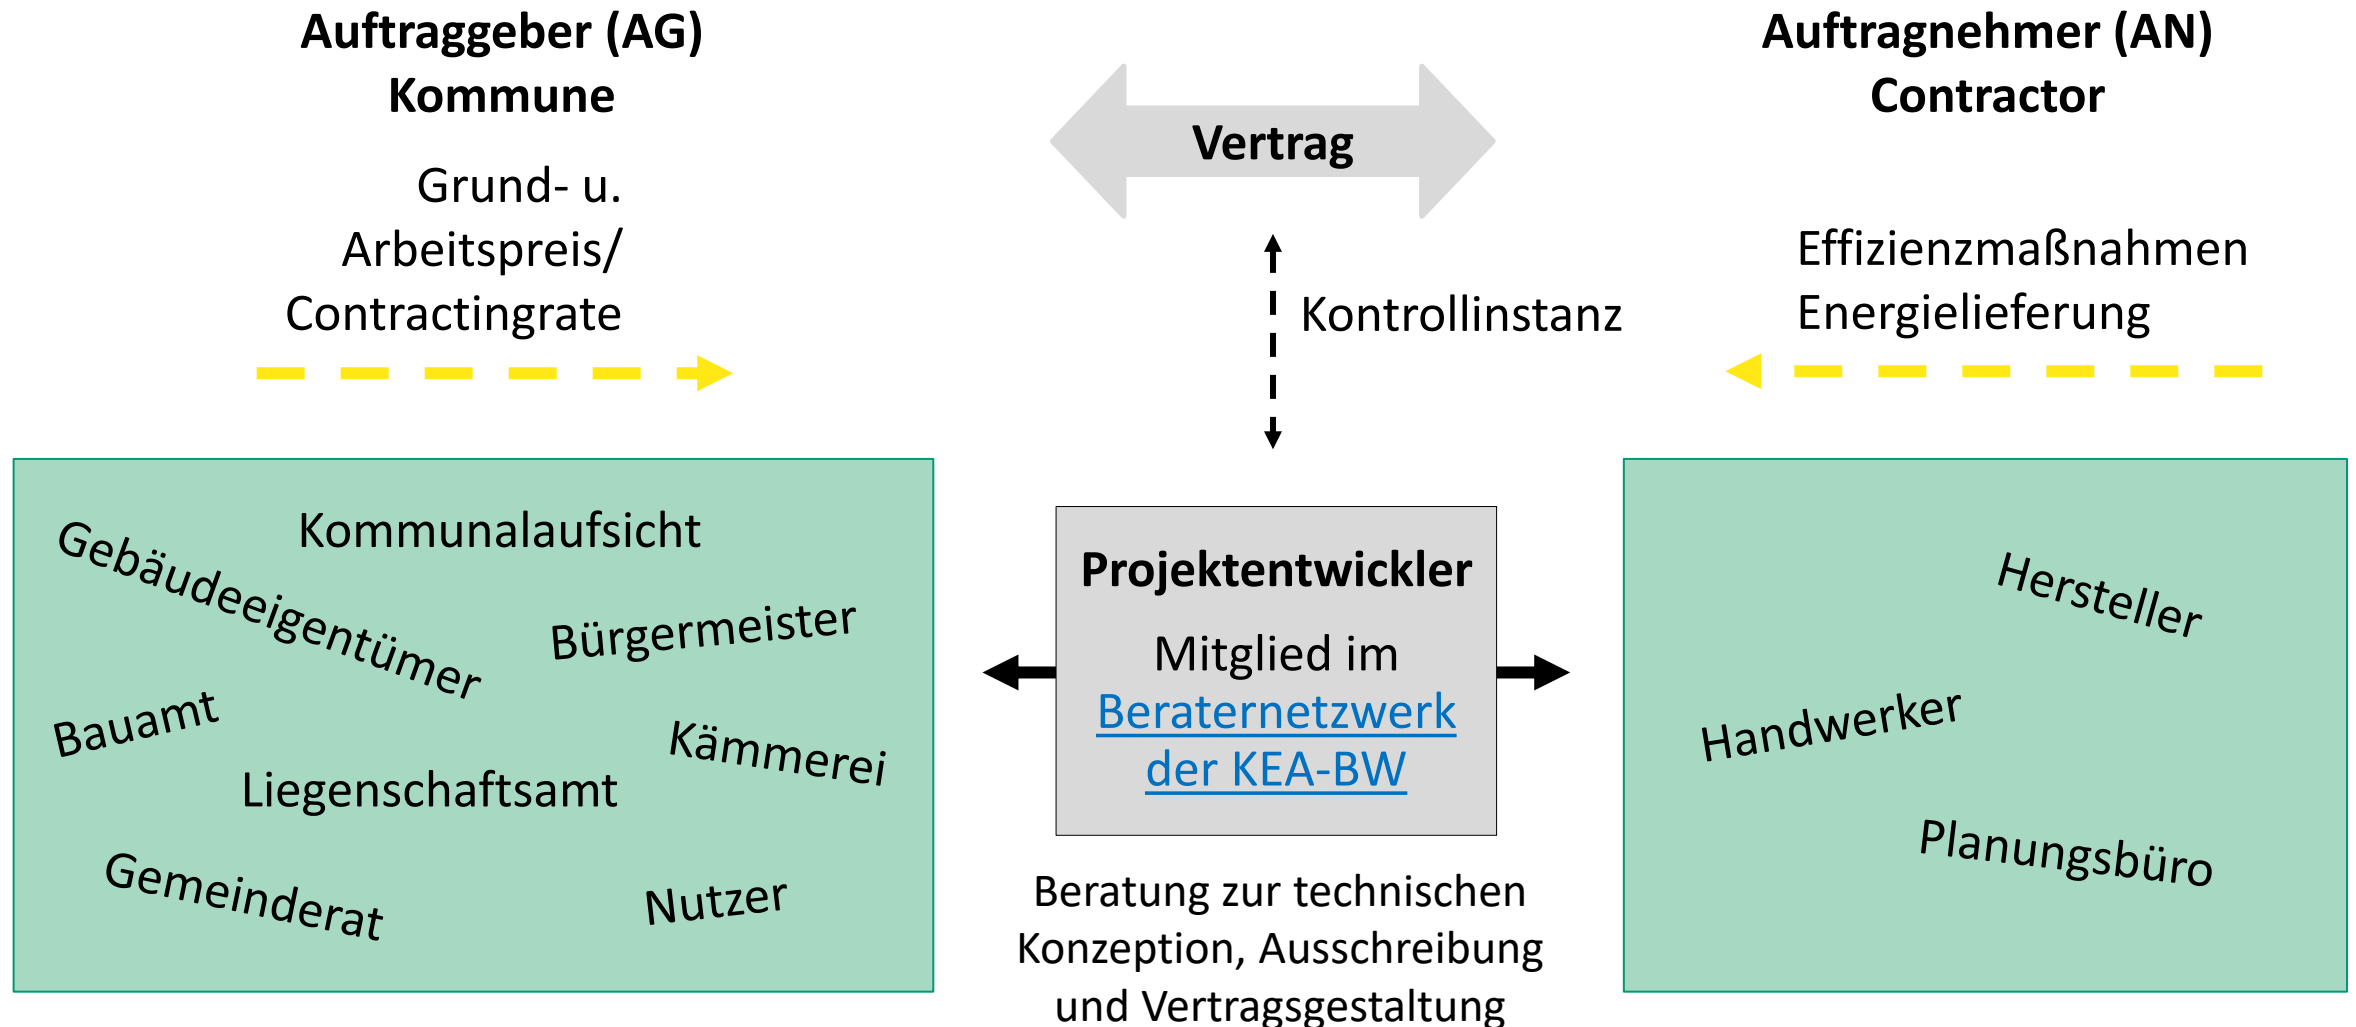 Auftraggeber (AG)
Kommune
Grund- u.
Arbeitspreis/
Contractingrate
Vertrag
Kontrollinstanz
Auftragnehmer (AN)
Contractor
Effizienzmaßnahmen
Energielieferung
Kommunalaufsicht
Gebäudeeigentümer
Bürgermeister
Bauamt
Kämmerei
Liegenschaftsamt
Gemeinderat
Nutzer
Projektentwickler
Mitglied im
Beraternetzwerk
der KEA-BW
Beratung zur technischen
Konzeption, Ausschreibung
und Vertragsgestaltung
Hersteller
Handwerker
Planungsbüro